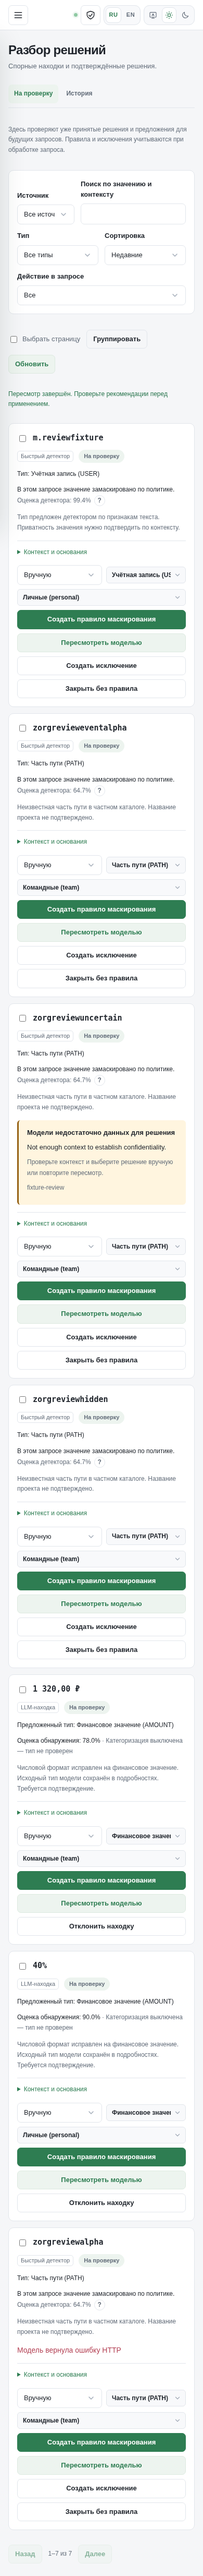 RU EN
Разбор решений
Спорные находки и подтверждённые решения.
На проверку История
Здесь проверяют уже принятые решения и предложения для
будущих запросов. Правила и исключения учитываются при
обработке запроса.
Источник
Поиск по значению и
контексту
Все источ
Тип Сортировка
Все типы Недавние
Действие в запросе
Все
Выбрать страницу Группировать
Обновить
Пересмотр завершён. Проверьте рекомендации перед
применением.
m.reviewfixture
Быстрый детектор На проверку
Тип: Учётная запись (USER)
В этом запросе значение замаскировано по политике.
Оценка детектора: 99.4% ?
Тип предложен детектором по признакам текста.
Приватность значения нужно подтвердить по контексту.
Контекст и основания
Вручную Учётная запись (US
Личные (personal)
Создать правило маскирования
Пересмотреть моделью
Создать исключение
Закрыть без правила
zorgrevieweventalpha
Быстрый детектор На проверку
Тип: Часть пути (PATH)
В этом запросе значение замаскировано по политике.
Оценка детектора: 64.7% ?
Неизвестная часть пути в частном каталоге. Название
проекта не подтверждено.
Контекст и основания
Вручную Часть пути (PATH)
Командные (team)
Создать правило маскирования
Пересмотреть моделью
Создать исключение
Закрыть без правила
zorgreviewuncertain
Быстрый детектор На проверку
Тип: Часть пути (PATH)
В этом запросе значение замаскировано по политике.
Оценка детектора: 64.7% ?
Неизвестная часть пути в частном каталоге. Название
проекта не подтверждено.
Модели недостаточно данных для решения
Not enough context to establish confidentiality.
Проверьте контекст и выберите решение вручную
или повторите пересмотр.
fixture-review
Контекст и основания
Вручную Часть пути (PATH)
Командные (team)
Создать правило маскирования
Пересмотреть моделью
Создать исключение
Закрыть без правила
zorgreviewhidden
Быстрый детектор На проверку
Тип: Часть пути (PATH)
В этом запросе значение замаскировано по политике.
Оценка детектора: 64.7% ?
Неизвестная часть пути в частном каталоге. Название
проекта не подтверждено.
Контекст и основания
Вручную Часть пути (PATH)
Командные (team)
Создать правило маскирования
Пересмотреть моделью
Создать исключение
Закрыть без правила
1 320,00 ₽
LLM-находка На проверку
Предложенный тип: Финансовое значение (AMOUNT)
Оценка обнаружения: 78.0% · Категоризация выключена
— тип не проверен
Числовой формат исправлен на финансовое значение.
Исходный тип модели сохранён в подробностях.
Требуется подтверждение.
Контекст и основания
Вручную Финансовое значен
Командные (team)
Создать правило маскирования
Пересмотреть моделью
Отклонить находку
40%
LLM-находка На проверку
Предложенный тип: Финансовое значение (AMOUNT)
Оценка обнаружения: 90.0% · Категоризация выключена
— тип не проверен
Числовой формат исправлен на финансовое значение.
Исходный тип модели сохранён в подробностях.
Требуется подтверждение.
Контекст и основания
Вручную Финансовое значен
Личные (personal)
Создать правило маскирования
Пересмотреть моделью
Отклонить находку
zorgreviewalpha
Быстрый детектор На проверку
Тип: Часть пути (PATH)
В этом запросе значение замаскировано по политике.
Оценка детектора: 64.7% ?
Неизвестная часть пути в частном каталоге. Название
проекта не подтверждено.
Модель вернула ошибку HTTP
Контекст и основания
Вручную Часть пути (PATH)
Командные (team)
Создать правило маскирования
Пересмотреть моделью
Создать исключение
Закрыть без правила
Назад 1–7 из 7 Далее